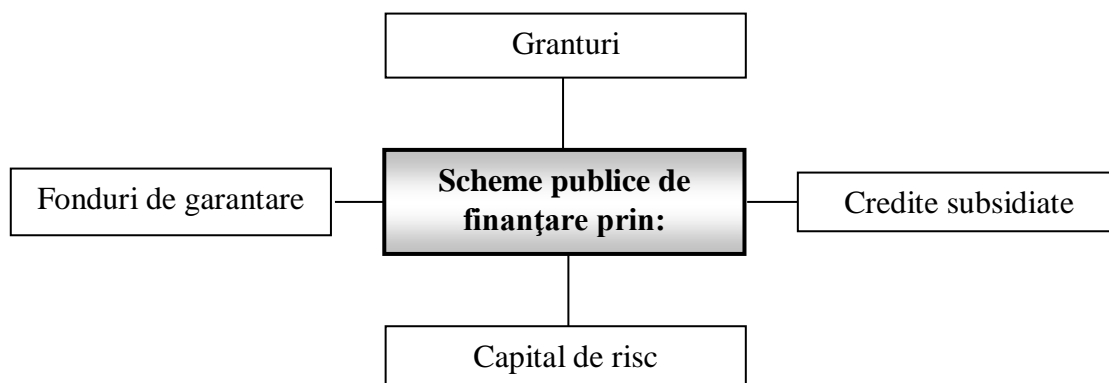 Granturi
Fonduri de garantare
Scheme publice de
finanţare prin:
Credite subsidiate
Capital de risc